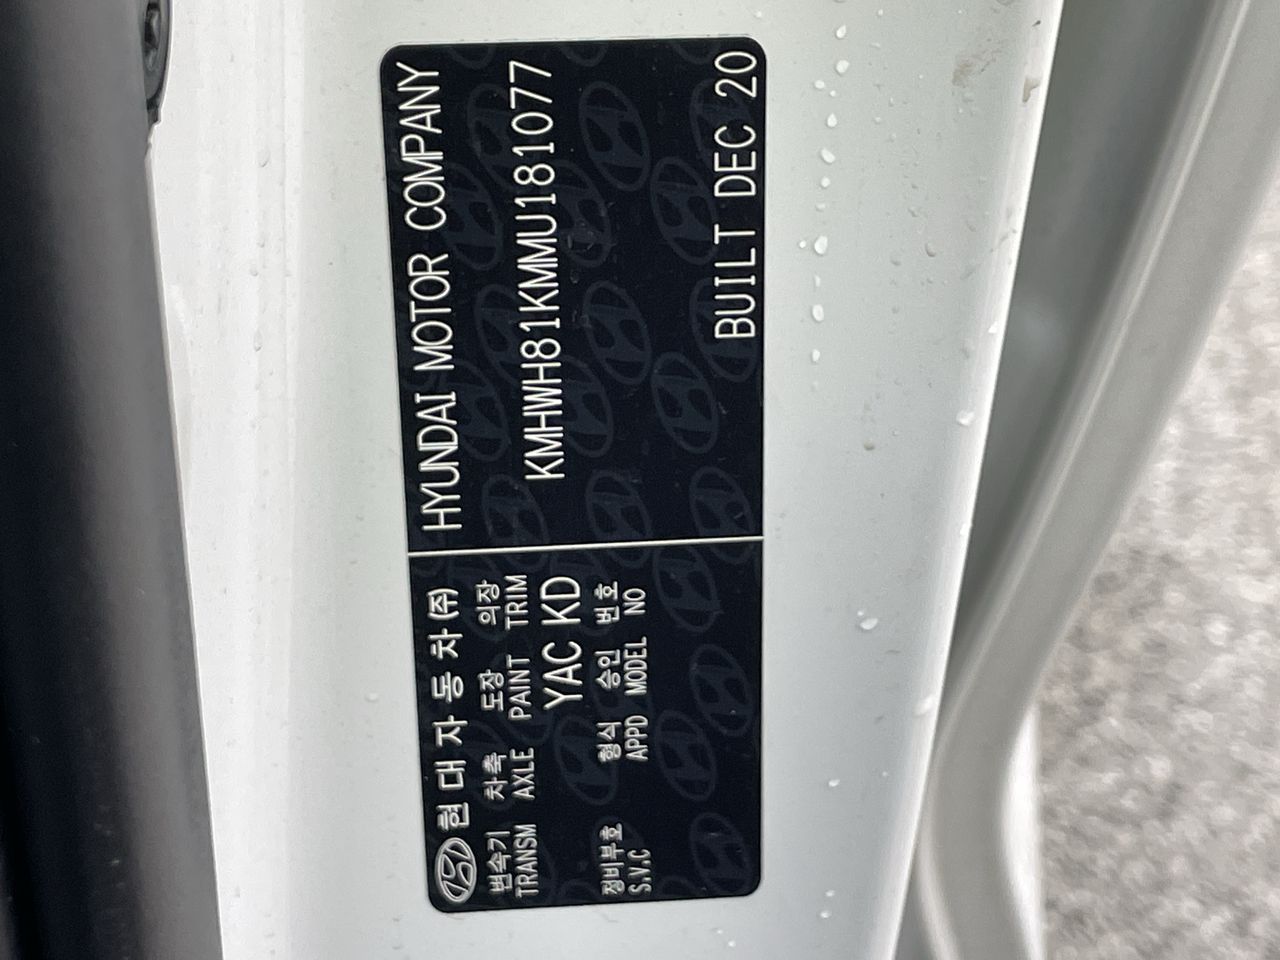 현대자동차(주)
변속기 차축 도장 의장
TRANSM AXLE PAINT TRIM
YAC KD
정비부호 형식 승인 번호
S.V.C APPD MODEL NO
HYUNDAI MOTOR COMPANY
KMHWH81KMMU181077
BUILT DEC 20